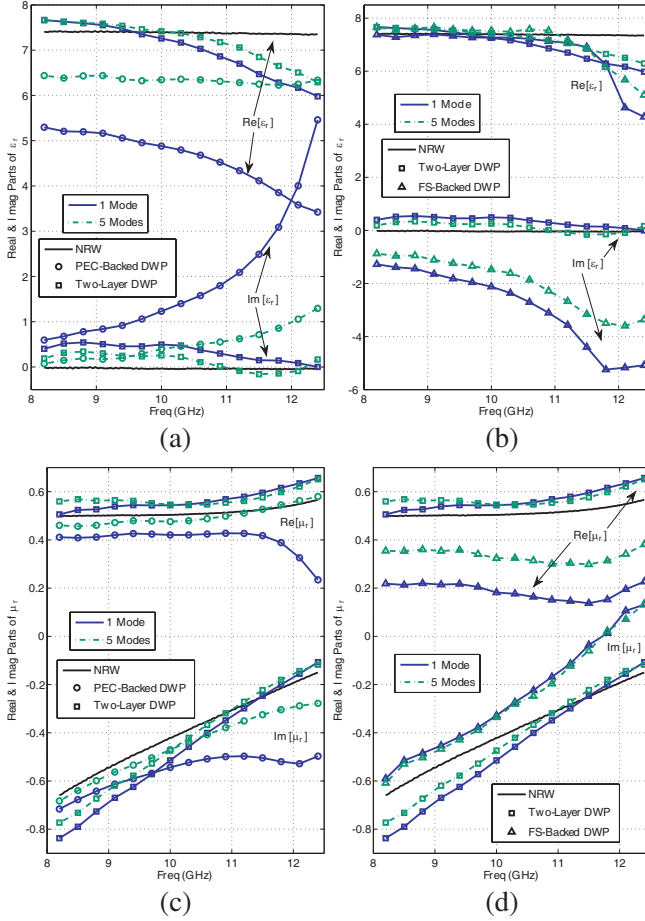 8
7
6
5
4
3
2
1
0
8 9 10 11 12
Real & Imag Parts of εr
Freq (GHz)
Re[εr]
1 Mode
5 Modes
NRW
PEC-Backed DWP
Two-Layer DWP
Im[εr]
(a)
8
6
4
2
0
-2
-4
-6
8 9 10 11 12
Real & Imag Parts of εr
Freq (GHz)
Re[εr]
1 Mode
5 Modes
NRW
Two-Layer DWP
FS-Backed DWP
Im[εr]
(b)
0.6
0.4
0.2
0
-0.2
-0.4
-0.6
-0.8
8 9 10 11 12
Real & Imag Parts of μr
Freq (GHz)
Re[μr]
1 Mode
5 Modes
NRW
PEC-Backed DWP
Two-Layer DWP
Im[μr]
(c)
0.6
0.4
0.2
0
-0.2
-0.4
-0.6
-0.8
8 9 10 11 12
Real & Imag Parts of μr
Freq (GHz)
Re[μr]
Im[μr]
1 Mode
5 Modes
NRW
Two-Layer DWP
FS-Backed DWP
(d)